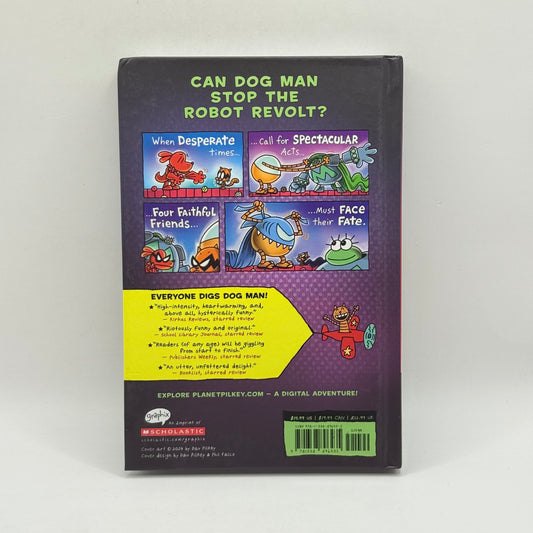 CAN DOG MAN
STOP THE
ROBOT REVOLT?
When DESPERATE
times...
...Call for SPECTACULAR
Acts...
...FOUR FAITHFUL
FRIENDS...
...Must FACE
their FATE.
EVERYONE DIGS DOG MAN!
★"High-intensity, heartwarming, and,
above all, hysterically funny."
— Kirkus Reviews, starred review
★"Riotously funny and original."
— School Library Journal, starred review
★"Readers (of any age) will be giggling
from start to finish."
— Publishers Weekly, starred review
★"An utter, unfettered delight."
— Booklist, starred review
EXPLORE PLANETPILKEY.COM — A DIGITAL ADVENTURE!
graphix
An Imprint of
SCHOLASTIC
scholastic.com/graphix
Cover art © 2024 by Dav Pilkey
Cover design by Dav Pilkey & Phil Falco